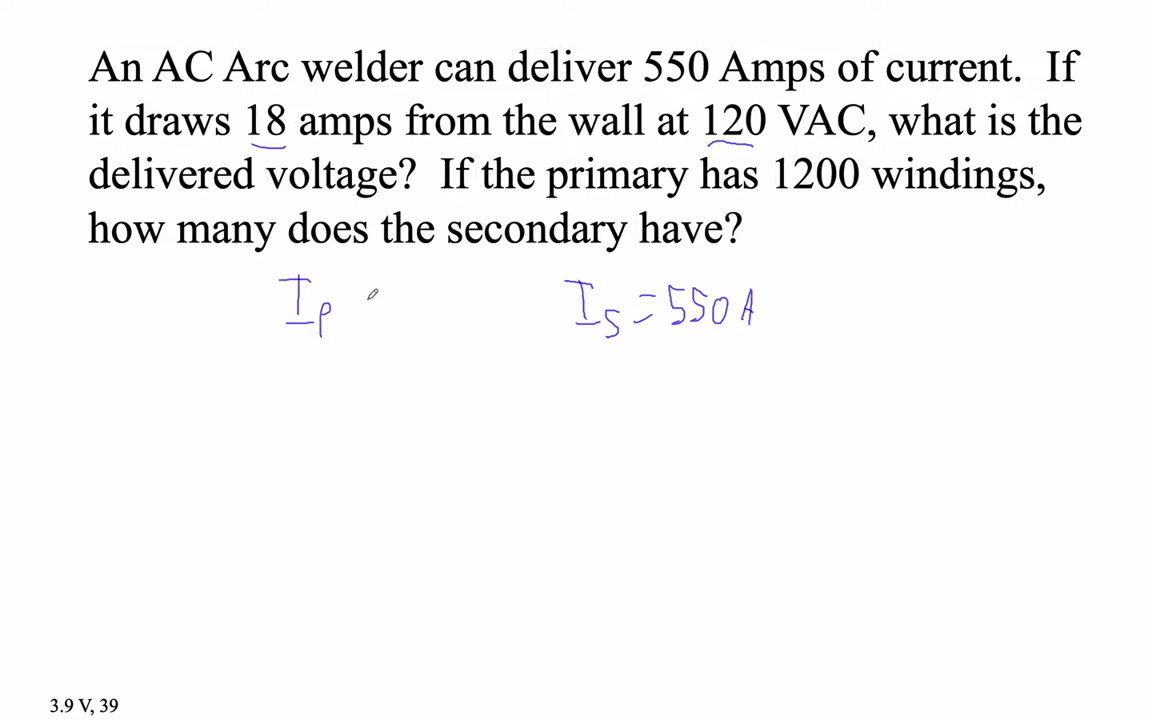 An AC Arc welder can deliver 550 Amps of current.  If
it draws 18 amps from the wall at 120 VAC, what is the
delivered voltage?  If the primary has 1200 windings,
how many does the secondary have?
Ip Is = 550 A
3.9 V, 39